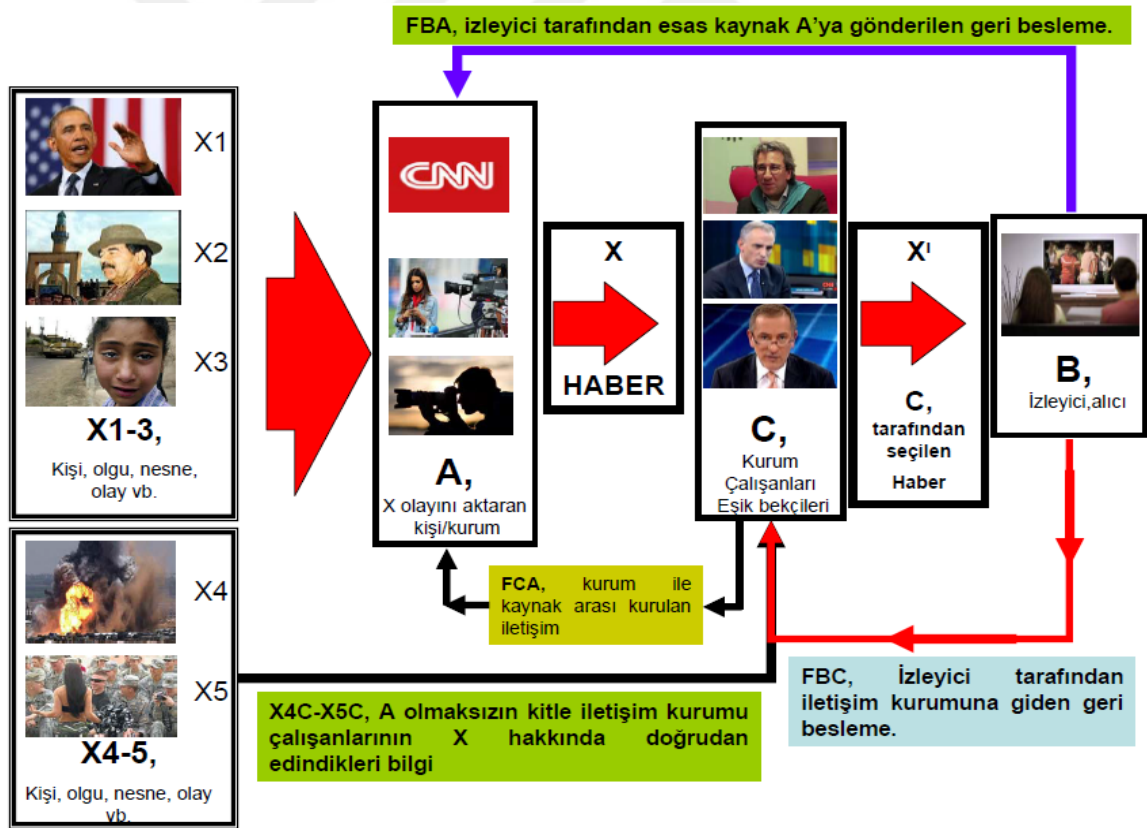 FBA, izleyici tarafından esas kaynak A'ya gönderilen geri besleme.
X1
X2
X3
X1-3,
Kişi, olgu, nesne,
olay vb.
CNN
A,
X olayını aktaran
kişi/kurum
X
HABER
C,
Kurum
Çalışanları
Eşik bekçileri
X¹
C,
tarafından
seçilen
Haber
B,
İzleyici,alıcı
X4
X5
X4-5,
Kişi, olgu, nesne, olay
vb.
FCA, kurum ile
kaynak arası kurulan
iletişim
X4C-X5C, A olmaksızın kitle iletişim kurumu
çalışanlarının X hakkında doğrudan
edindikleri bilgi
FBC, İzleyici tarafından
iletişim kurumuna giden geri
besleme.